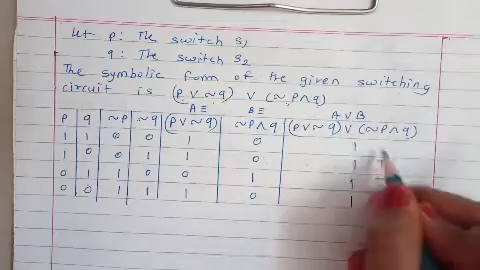 Let p: The switch S1
q: The switch S2
The symbolic form of the given switching
circuit is (p ∨ ~q) ∨ (~p∧q)
A ≡ B ≡ A ∨ B
p q ~p ~q (p∨~q) ~p∧q (p∨~q)∨(~p∧q)
1 1 0 0 1 0 1
1 0 0 1 1 0 1
0 1 1 0 0 1 1
0 0 1 1 1 0 1